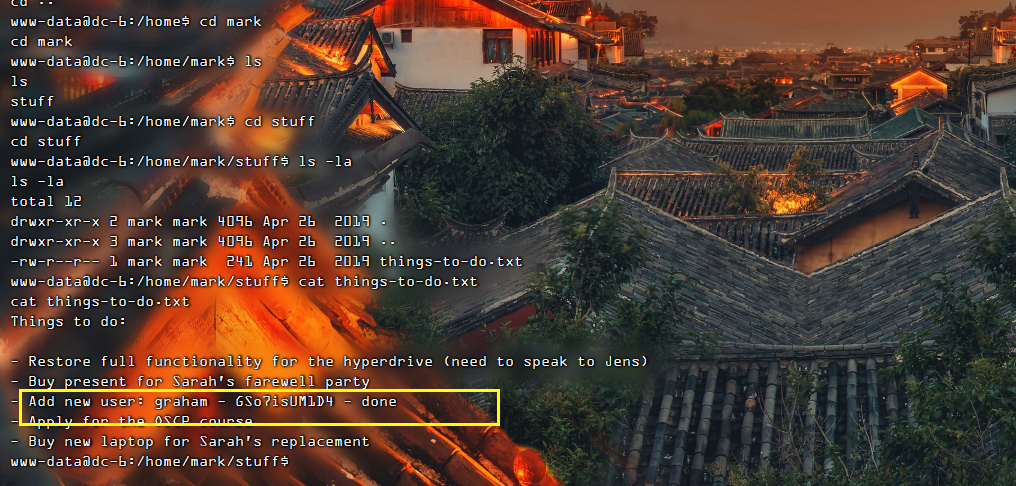 cd ..
www-data@dc-6:/home$ cd mark
cd mark
www-data@dc-6:/home/mark$ ls
ls
stuff
www-data@dc-6:/home/mark$ cd stuff
cd stuff
www-data@dc-6:/home/mark/stuff$ ls -la
ls -la
total 12
drwxr-xr-x 2 mark mark 4096 Apr 26  2019 .
drwxr-xr-x 3 mark mark 4096 Apr 26  2019 ..
-rw-r--r-- 1 mark mark  241 Apr 26  2019 things-to-do.txt
www-data@dc-6:/home/mark/stuff$ cat things-to-do.txt
cat things-to-do.txt
Things to do:
- Restore full functionality for the hyperdrive (need to speak to Jens)
- Buy present for Sarah's farewell party
- Add new user: graham - GSo7isUM1D4 - done
- Apply for the OSCP course
- Buy new laptop for Sarah's replacement
www-data@dc-6:/home/mark/stuff$